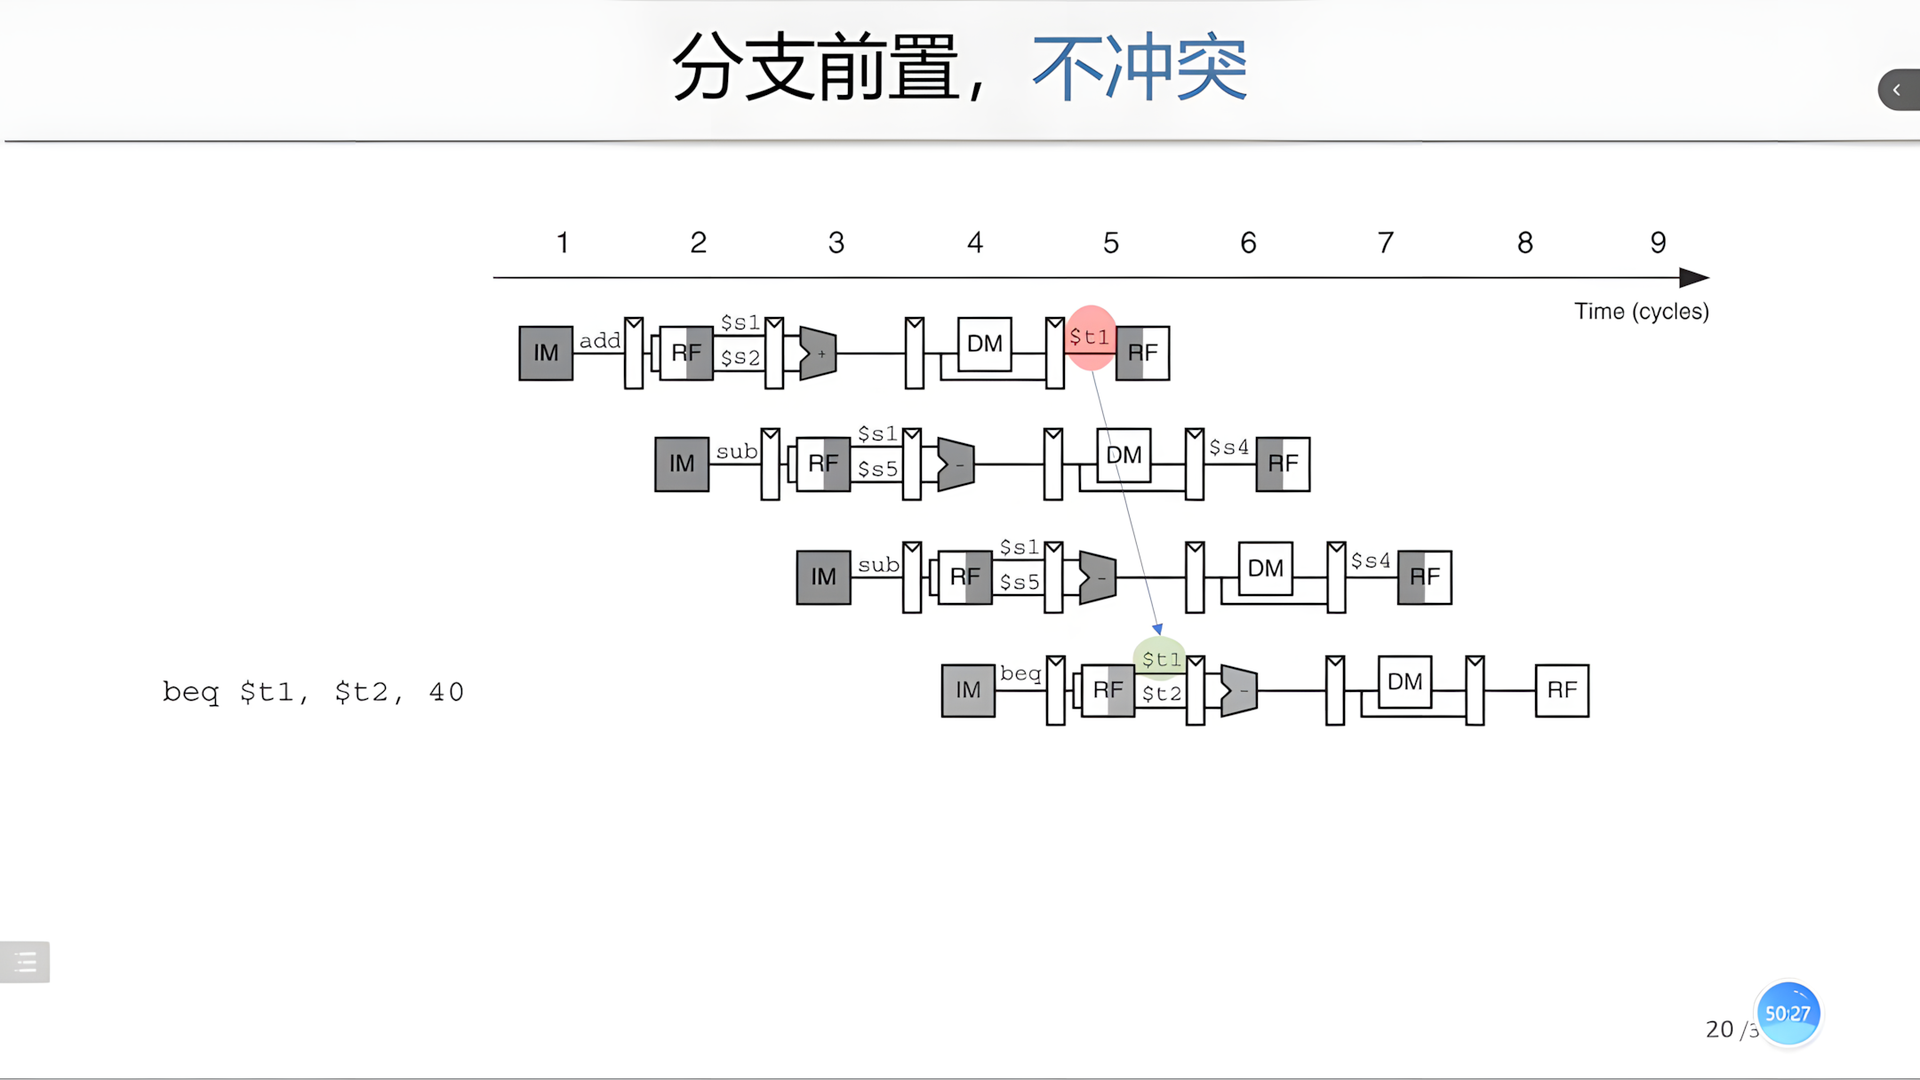 分支前置，不冲突
1 2 3 4 5 6 7 8 9
Time (cycles)
IM add RF $s1 $s2 + DM $t1 RF
IM sub RF $s1 $s5 - DM $s4 RF
IM sub RF $s1 $s5 - DM $s4 RF
beq $t1, $t2, 40 IM beq RF $t1 $t2 - DM RF
50:27
20 /3